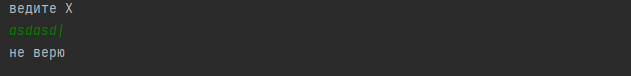 ведите X
asdasd
не верю